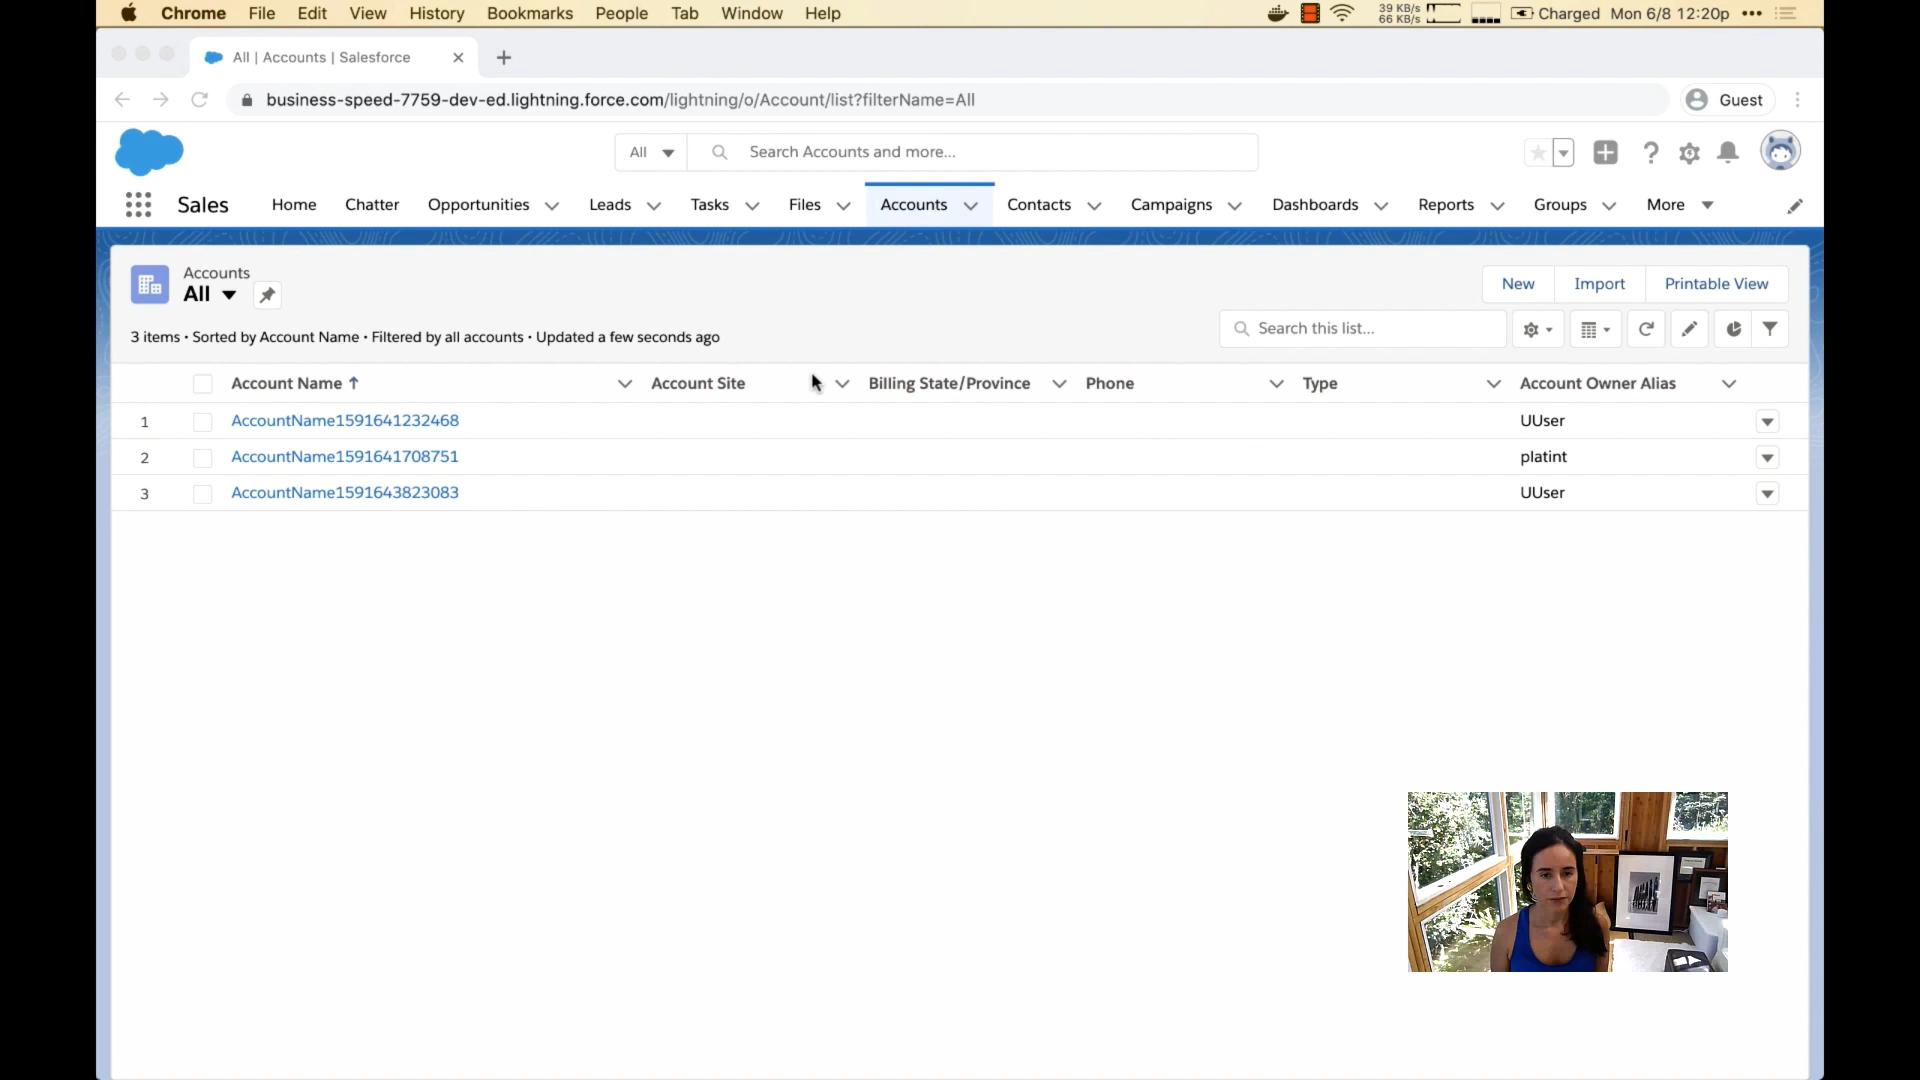 Chrome File Edit View History Bookmarks People Tab Window Help 39 KB/s 66 KB/s Charged Mon 6/8 12:20p
All | Accounts | Salesforce
business-speed-7759-dev-ed.lightning.force.com/lightning/o/Account/list?filterName=All Guest
All Search Accounts and more...
Sales Home Chatter Opportunities Leads Tasks Files Accounts Contacts Campaigns Dashboards Reports Groups More
Accounts
All
New Import Printable View
3 items • Sorted by Account Name • Filtered by all accounts • Updated a few seconds ago
Search this list...
Account Name Account Site Billing State/Province Phone Type Account Owner Alias
1 AccountName1591641232468 UUser
2 AccountName1591641708751 platint
3 AccountName1591643823083 UUser